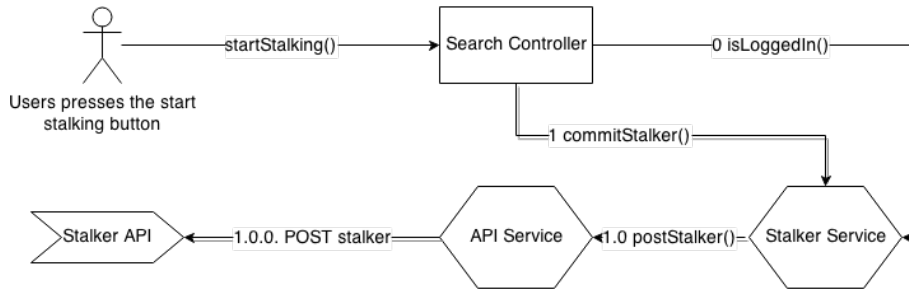 startStalking()
Search Controller
0 isLoggedIn()
Users presses the start
stalking button
1 commitStalker()
Stalker API
1.0.0. POST stalker
API Service
1.0 postStalker()
Stalker Service